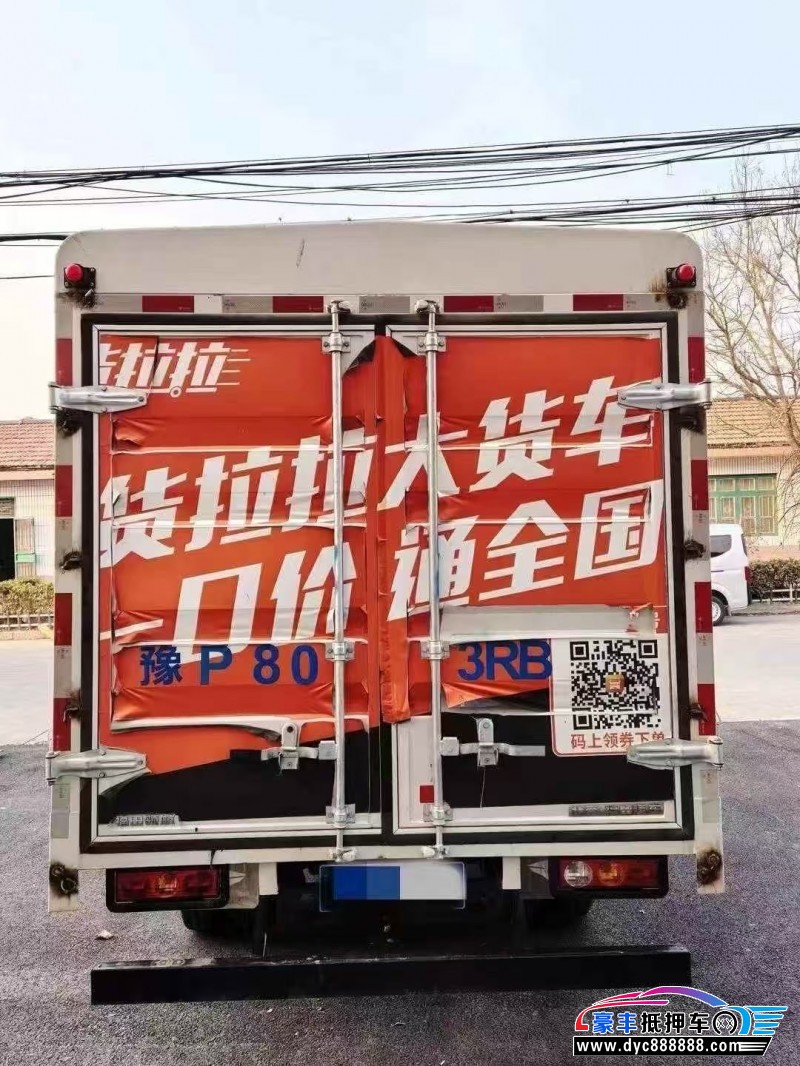 货拉拉
货拉拉大货车
一口价 通全国
豫P80 3RB
码上领券下单
豪丰抵押车
www.dyc888888.com